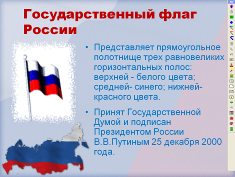 Государственный флаг
России
• Представляет прямоугольное
полотнище трех равновеликих
горизонтальных полос:
верхней - белого цвета;
средней- синего; нижней-
красного цвета.
• Принят Государственной
Думой и подписан
Президентом России
В.В.Путиным 25 декабря 2000
года.